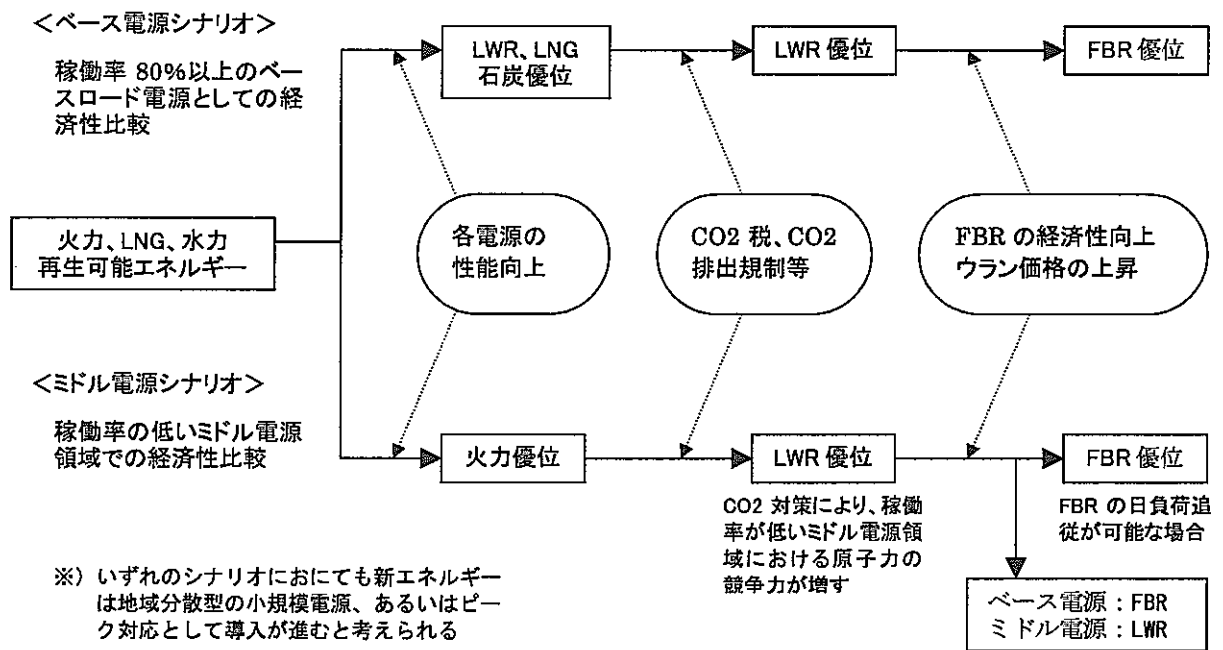 ＜ベース電源シナリオ＞
稼働率 80%以上のベー
スロード電源としての経
済性比較
LWR、LNG
石炭優位
LWR 優位
FBR 優位
火力、LNG、水力
再生可能エネルギー
各電源の
性能向上
CO2 税、CO2
排出規制等
FBR の経済性向上
ウラン価格の上昇
＜ミドル電源シナリオ＞
稼働率の低いミドル電源
領域での経済性比較
火力優位
LWR 優位
FBR 優位
CO2 対策により、稼働
率が低いミドル電源領
域における原子力の
競争力が増す
FBR の日負荷追
従が可能な場合
※）いずれのシナリオにおにても新エネルギー
は地域分散型の小規模電源、あるいはピー
ク対応として導入が進むと考えられる
ベース電源：FBR
ミドル電源：LWR